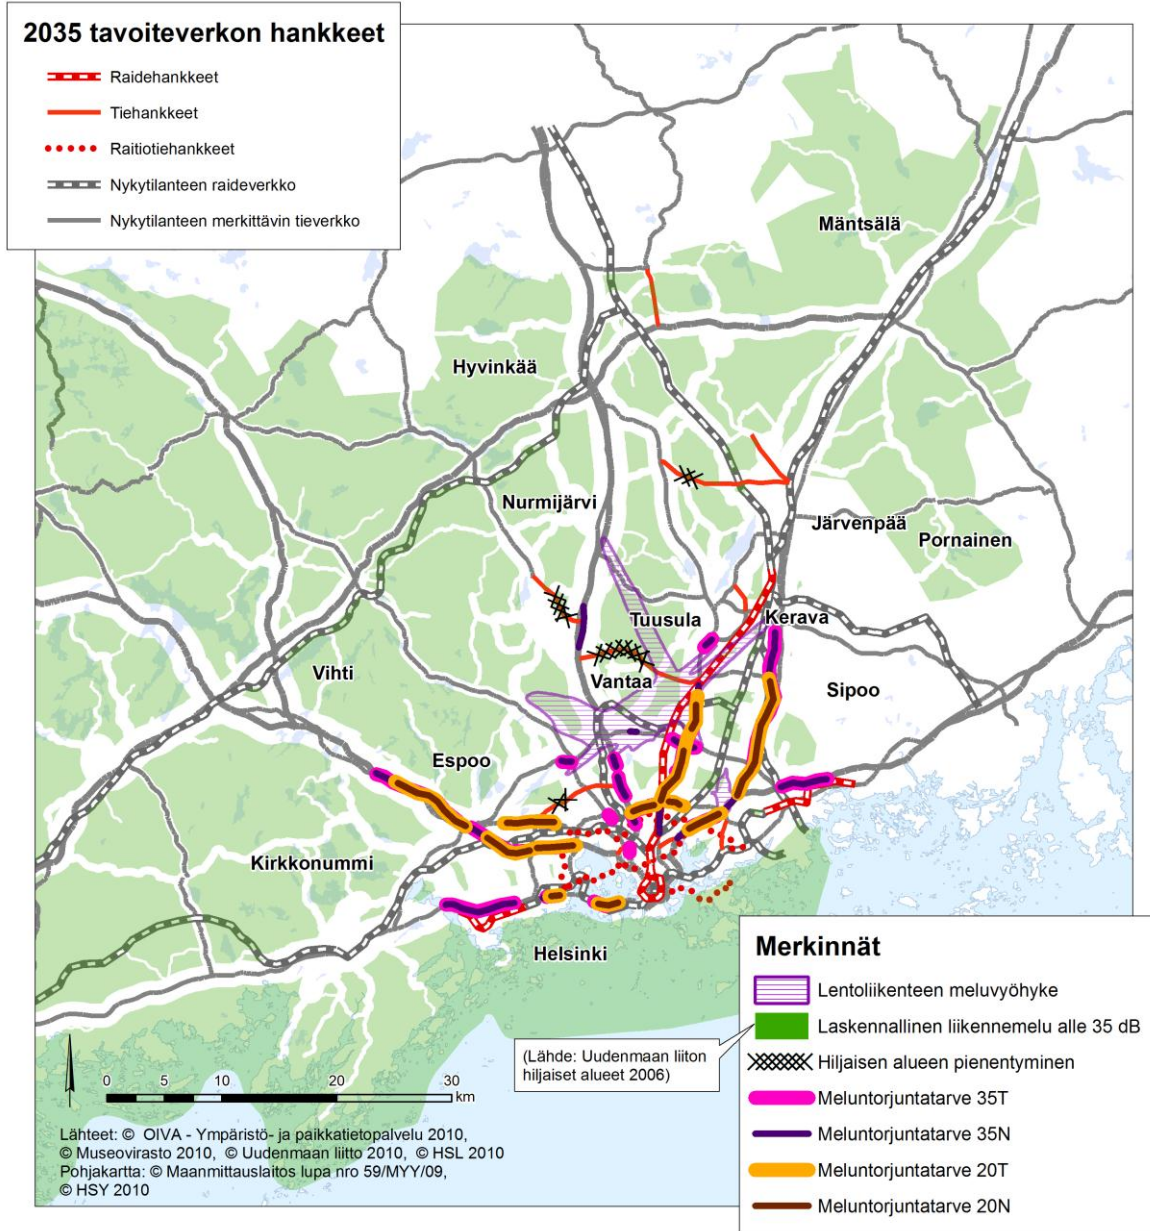 2035 tavoiteverkon hankkeet
Raidehankkeet
Tiehankkeet
Raitiotiehankkeet
Nykytilanteen raideverkko
Nykytilanteen merkittävin tieverkko
Mäntsälä
Hyvinkää
Nurmijärvi
Järvenpää
Pornainen
Tuusula
Kerava
Vihti
Vantaa
Sipoo
Espoo
Kirkkonummi
Helsinki
0 5 10 20 30
km
Lähteet: © OIVA - Ympäristö- ja paikkatietopalvelu 2010,
© Museovirasto 2010, © Uudenmaan liitto 2010, © HSL 2010
Pohjakartta: © Maanmittauslaitos lupa nro 59/MYY/09,
© HSY 2010
(Lähde: Uudenmaan liiton
hiljaiset alueet 2006)
Merkinnät
Lentoliikenteen meluvyöhyke
Laskennallinen liikennemelu alle 35 dB
Hiljaisen alueen pienentyminen
Meluntorjuntatarve 35T
Meluntorjuntatarve 35N
Meluntorjuntatarve 20T
Meluntorjuntatarve 20N